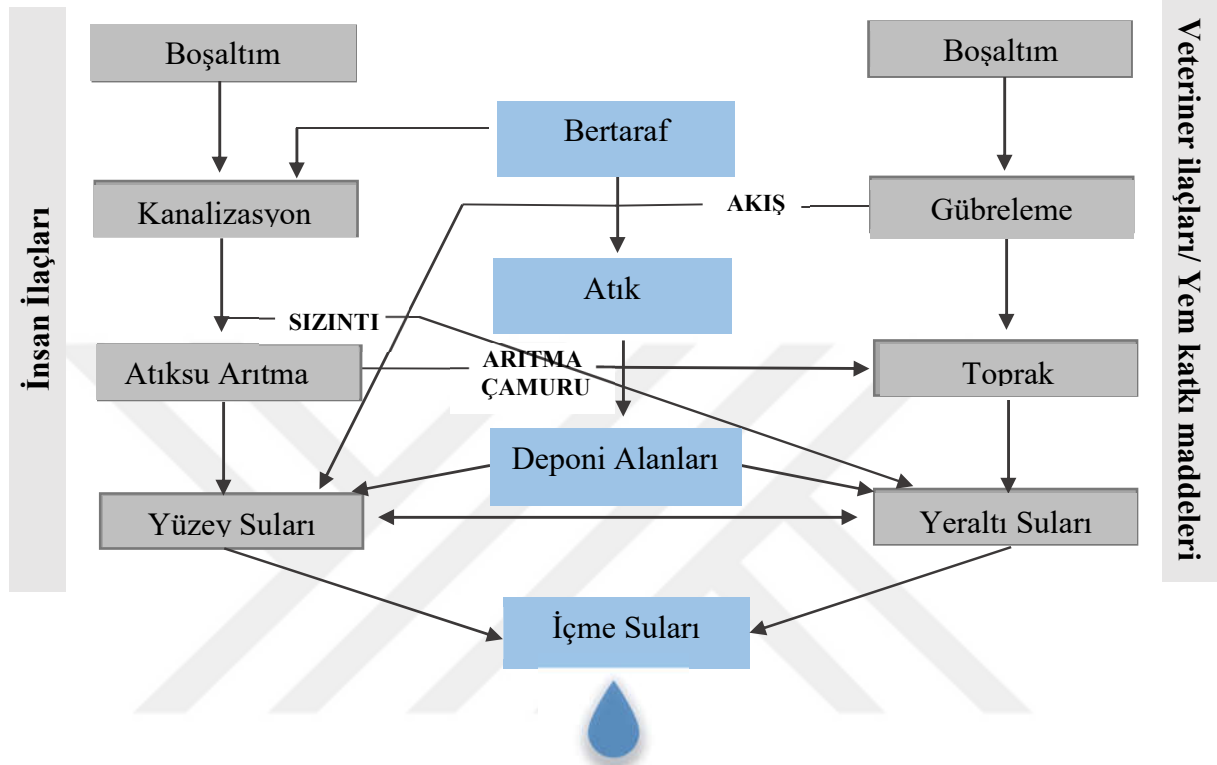 İnsan İlaçları
Veteriner ilaçları/ Yem katkı maddeleri
Boşaltım
Boşaltım
Bertaraf
Kanalizasyon
AKIŞ
Gübreleme
Atık
SIZINTI
Atıksu Arıtma
ARITMA
ÇAMURU
Toprak
Deponi Alanları
Yüzey Suları
Yeraltı Suları
İçme Suları